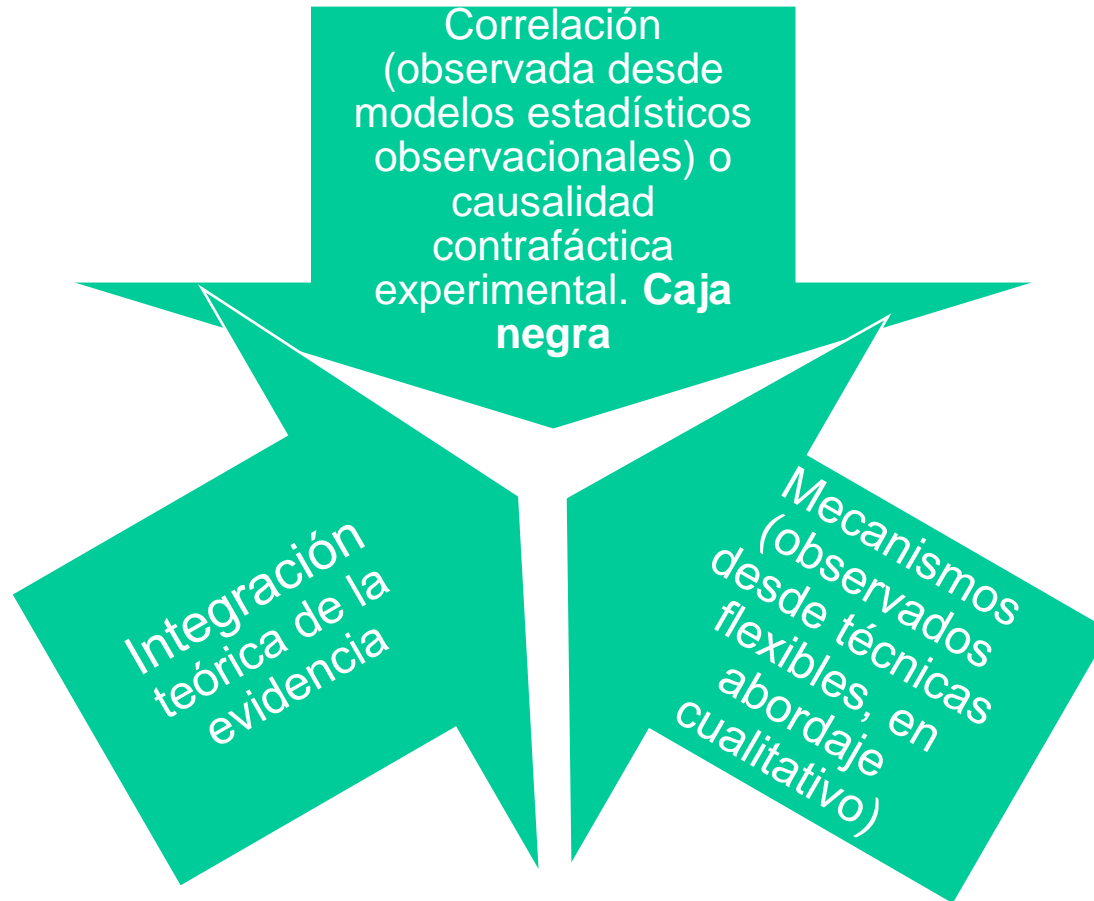 Correlación
(observada desde
modelos estadísticos
observacionales) o
causalidad
contrafáctica
experimental. Caja
negra
Integración
teórica de la
evidencia
Mecanismos
(observados
desde técnicas
flexibles, en
abordaje
cualitativo)